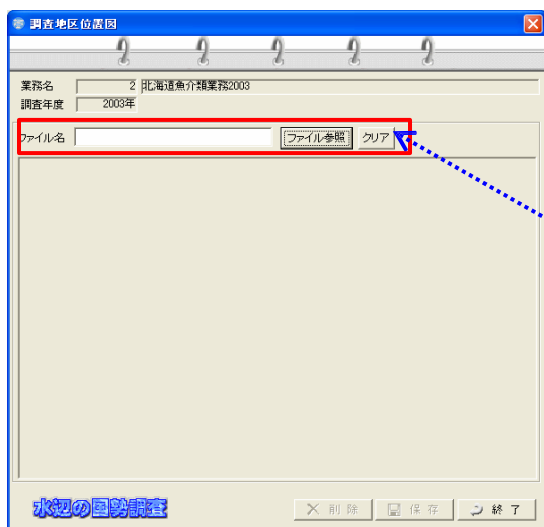 調査地区位置図
業務名 2 北海道魚介類業務2003
調査年度 2003年
ファイル名 ファイル参照 クリア
水辺の国勢調査 削除 保存 終了